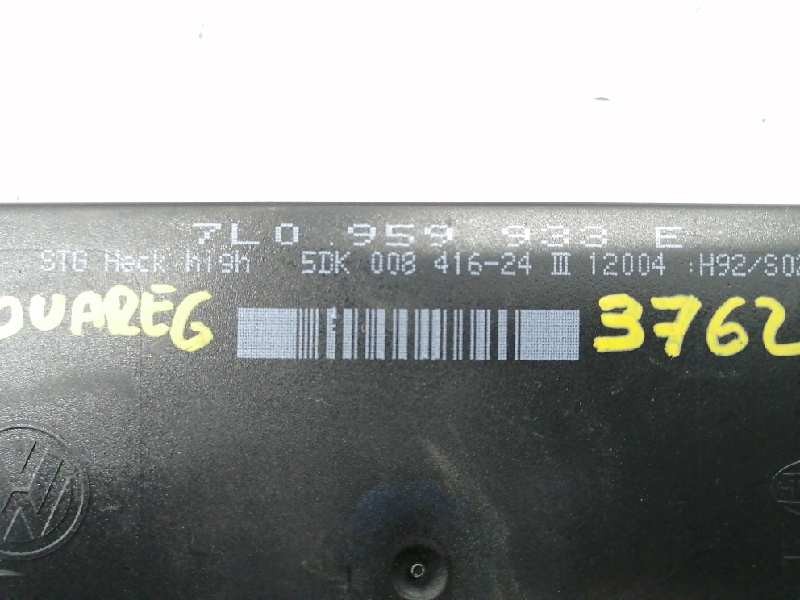 7L0 959 933 E
STG Heck high 5DK 008 416-24 III 12004 :H92/S02
OUAREG
3762